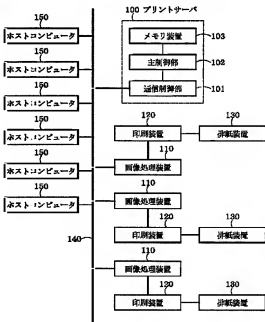 100 プリントサーバ
メモリ装置
103
主制御部
102
通信制御部
101
150
ホストコンピュータ
150
ホストコンピュータ
150
ホストコンピュータ
150
ホストコンピュータ
150
ホストコンピュータ
150
ホストコンピュータ
120
印刷装置
130
排紙装置
110
画像処理装置
110
画像処理装置
120
印刷装置
130
排紙装置
110
画像処理装置
120
印刷装置
130
排紙装置
140